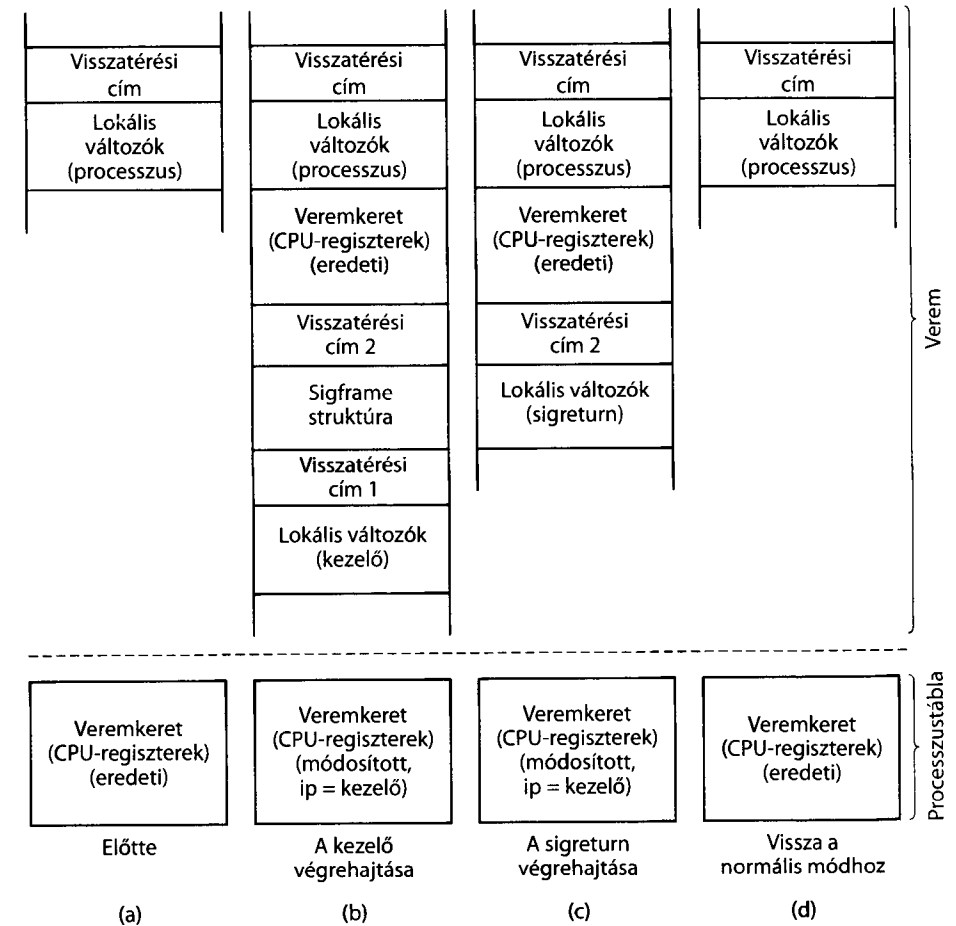 Visszatérési
cím
Lokális
változók
(processzus)
Visszatérési
cím
Lokális
változók
(processzus)
Veremkeret
(CPU-regiszterek)
(eredeti)
Visszatérési
cím 2
Sigframe
struktúra
Visszatérési
cím 1
Lokális változók
(kezelő)
Visszatérési
cím
Lokális
változók
(processzus)
Veremkeret
(CPU-regiszterek)
(eredeti)
Visszatérési
cím 2
Lokális változók
(sigreturn)
Visszatérési
cím
Lokális
változók
(processzus)
Verem
Veremkeret
(CPU-regiszterek)
(eredeti)
Veremkeret
(CPU-regiszterek)
(módosított,
ip = kezelő)
Veremkeret
(CPU-regiszterek)
(módosított,
ip = kezelő)
Veremkeret
(CPU-regiszterek)
(eredeti)
Processzustábla
Előtte
A kezelő
végrehajtása
A sigreturn
végrehajtása
Vissza a
normális módhoz
(a)
(b)
(c)
(d)